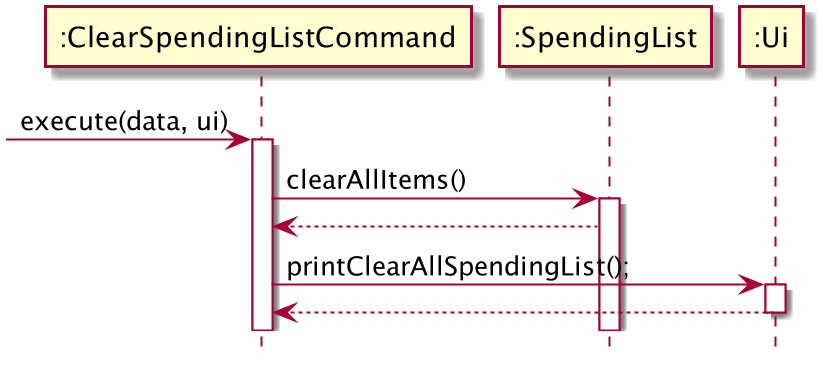 :ClearSpendingListCommand
:SpendingList
:Ui
execute(data, ui)
clearAllItems()
printClearAllSpendingList();